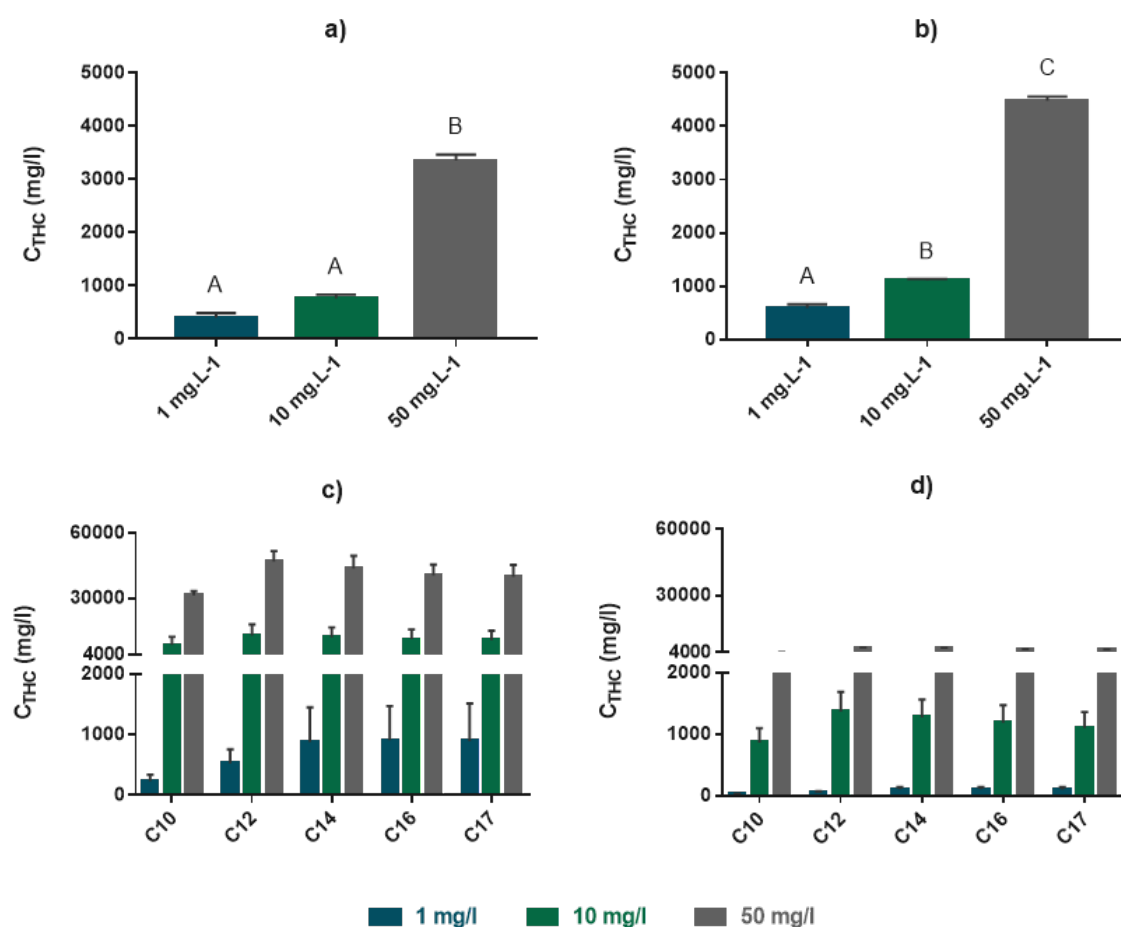 a)
5000
4000
3000
2000
1000
0
C_THC (mg/l)
A
A
B
1 mg.L-1
10 mg.L-1
50 mg.L-1
b)
5000
4000
3000
2000
1000
0
C_THC (mg/l)
A
B
C
1 mg.L-1
10 mg.L-1
50 mg.L-1
c)
60000
30000
4000
2000
1000
0
C_THC (mg/l)
C10
C12
C14
C16
C17
d)
60000
30000
4000
2000
1000
0
C_THC (mg/l)
C10
C12
C14
C16
C17
1 mg/l 10 mg/l 50 mg/l